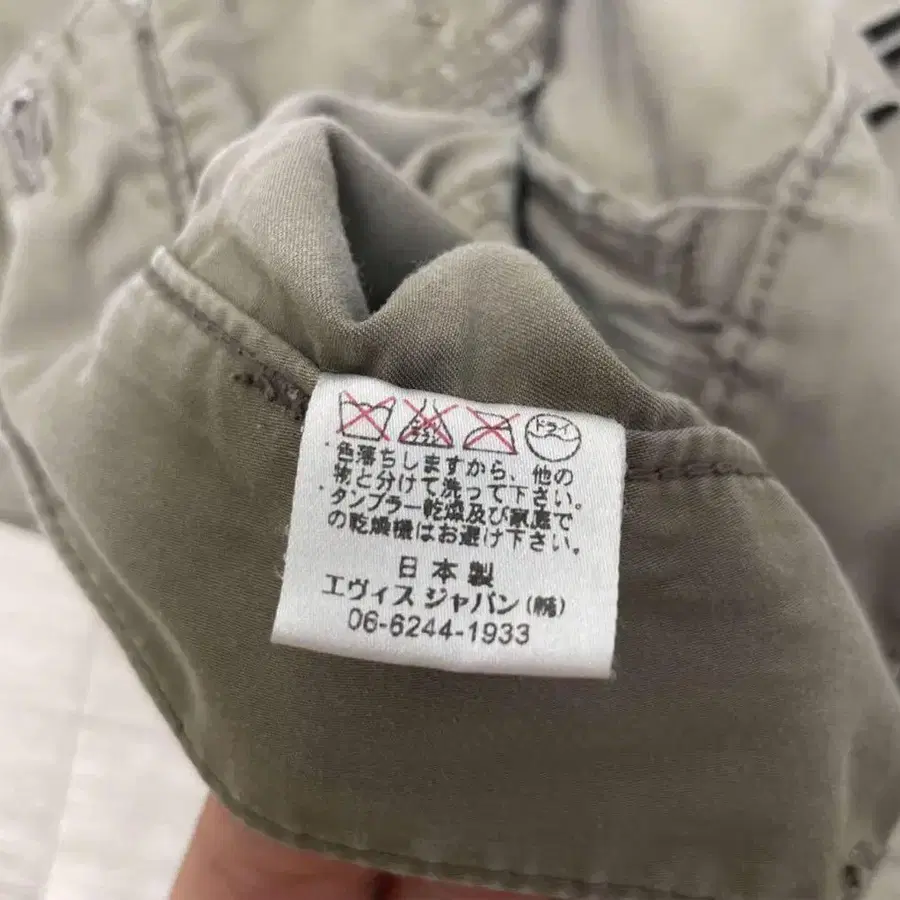 ドライ
色落ちしますから、他の
物と分けて洗って下さい。
タンブラー乾燥及び家庭で
の乾燥機はお避け下さい。
日本製
エヴィスジャパン(株)
06-6244-1933